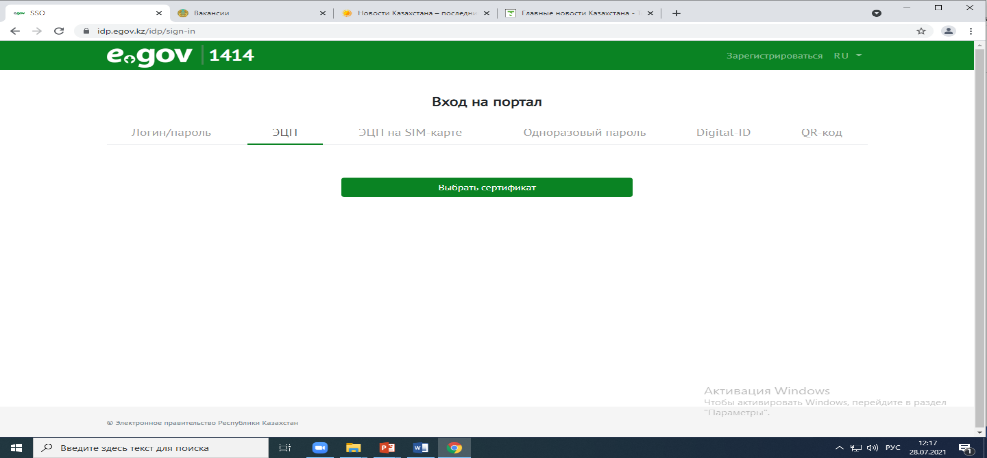 SSO
Вакансии
Новости Казахстана – последни
Главные новости Казахстана -
idp.egov.kz/idp/sign-in
egov 1414
Зарегистрироваться RU
Вход на портал
Логин/пароль ЭЦП ЭЦП на SIM-карте Одноразовый пароль Digital ID QR-код
Выбрать сертификат
Активация Windows
Чтобы активировать Windows, перейдите в раздел
"Параметры".
© Электронное правительство Республики Казахстан
Введите здесь текст для поиска
РУС
12:17
28.07.2021
1